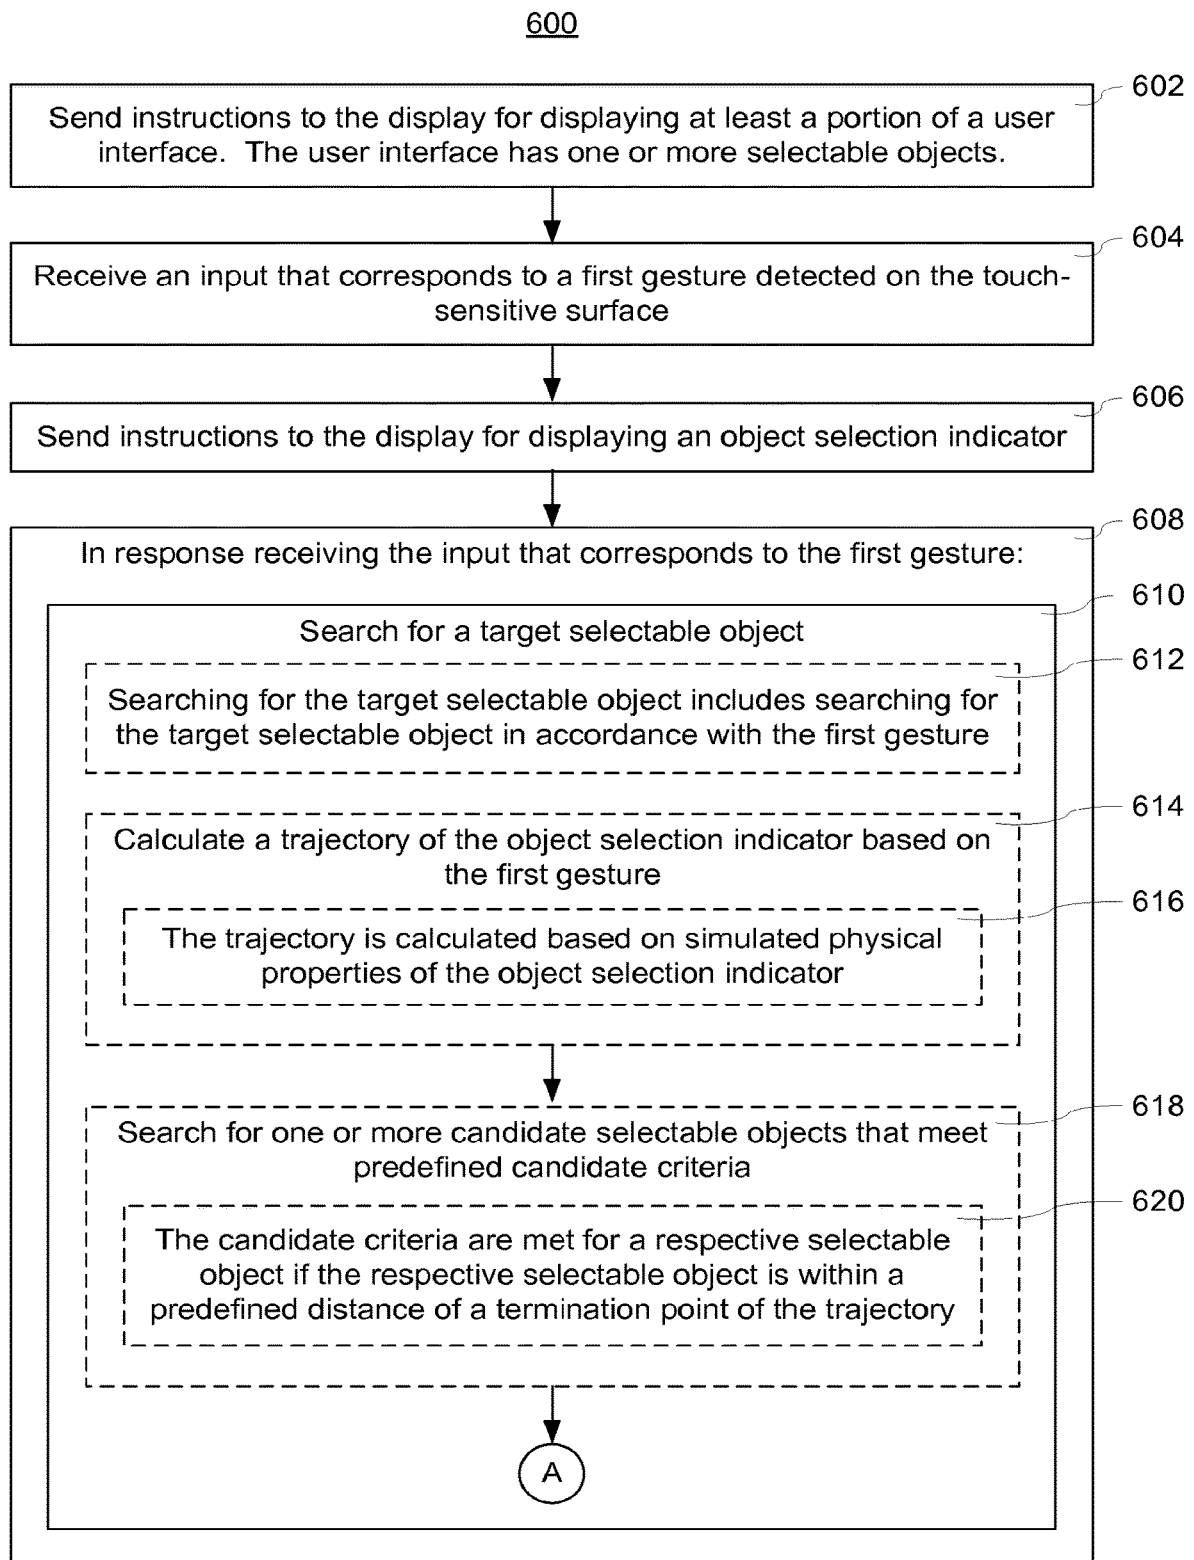 600
602
Send instructions to the display for displaying at least a portion of a user
interface.  The user interface has one or more selectable objects.
604
Receive an input that corresponds to a first gesture detected on the touch-
sensitive surface
606
Send instructions to the display for displaying an object selection indicator
608
In response receiving the input that corresponds to the first gesture:
610
Search for a target selectable object
612
Searching for the target selectable object includes searching for
the target selectable object in accordance with the first gesture
614
Calculate a trajectory of the object selection indicator based on
the first gesture
616
The trajectory is calculated based on simulated physical
properties of the object selection indicator
618
Search for one or more candidate selectable objects that meet
predefined candidate criteria
620
The candidate criteria are met for a respective selectable
object if the respective selectable object is within a
predefined distance of a termination point of the trajectory
A